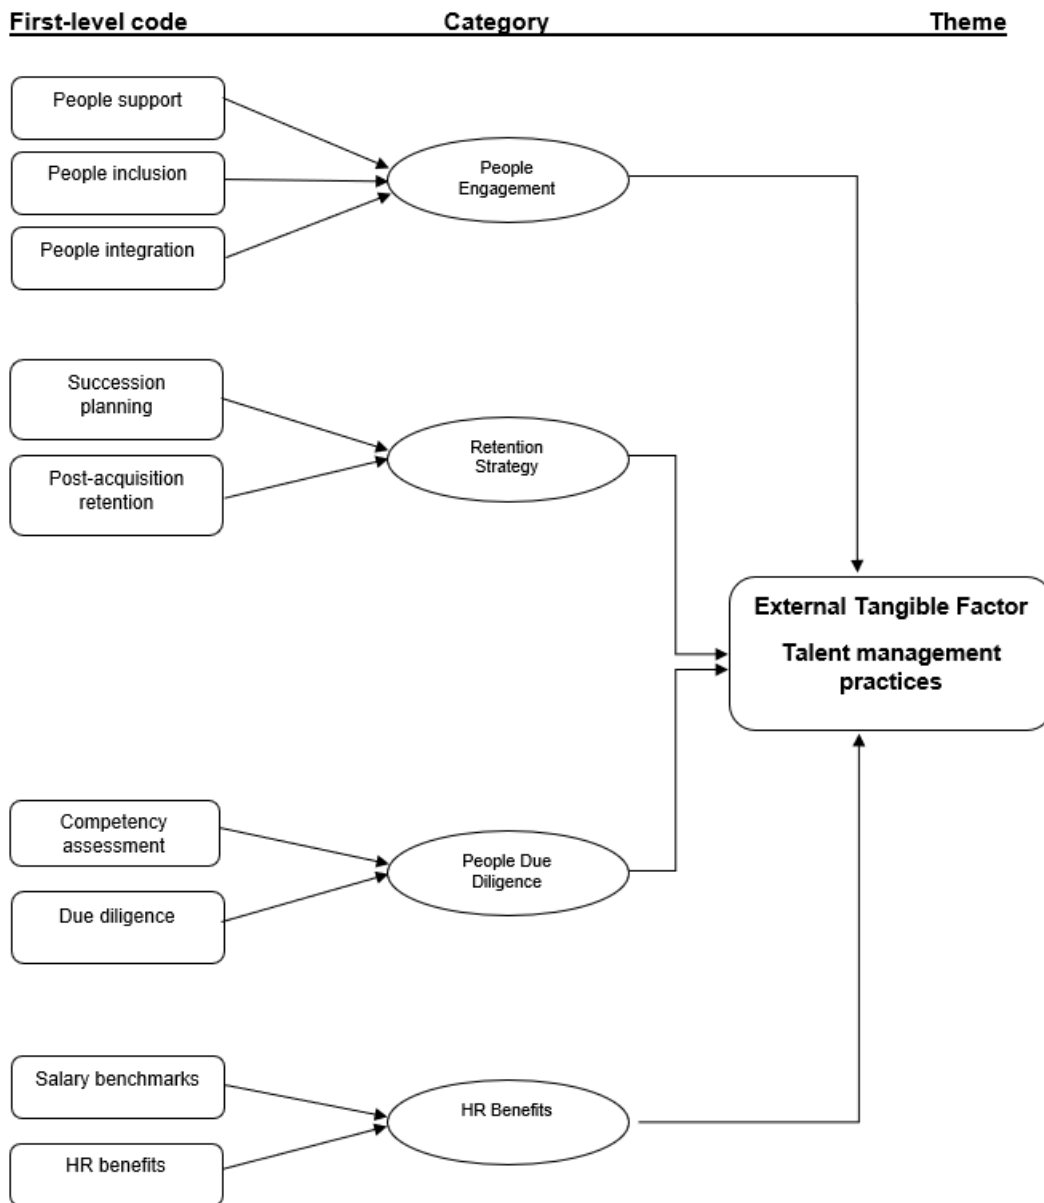 First-level code
Category
Theme
People support
People inclusion
People integration
People
Engagement
Succession
planning
Post-acquisition
retention
Retention
Strategy
External Tangible Factor
Talent management
practices
Competency
assessment
Due diligence
People Due
Diligence
Salary benchmarks
HR benefits
HR Benefits